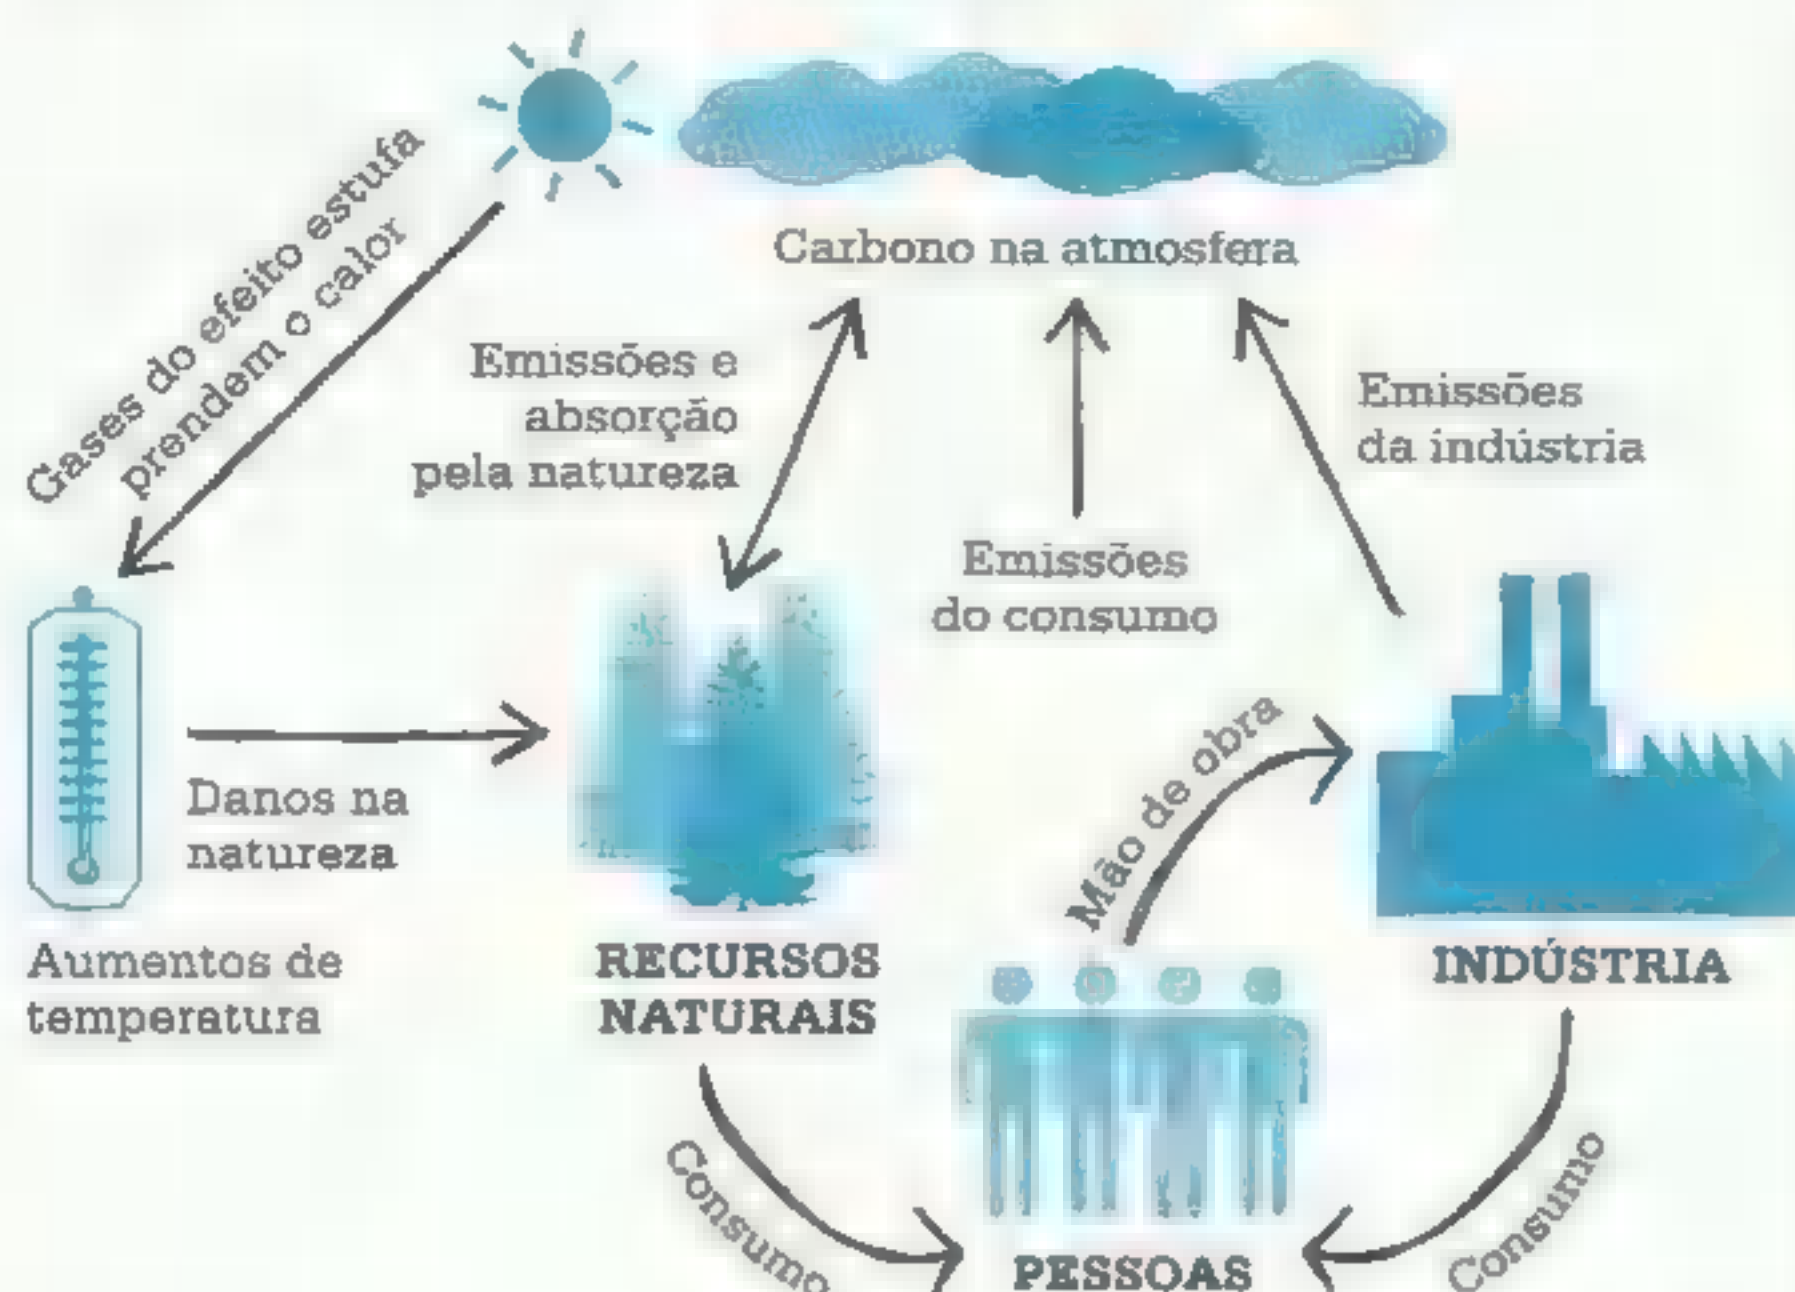 Gases do efeito estufa
prendem o calor
Carbono na atmosfera
Emissões e
absorção
pela natureza
Emissões
do consumo
Emissões
da indústria
Danos na
natureza
Aumentos de
temperatura
RECURSOS
NATURAIS
Mão de obra
INDÚSTRIA
Consumo
PESSOAS
Consumo